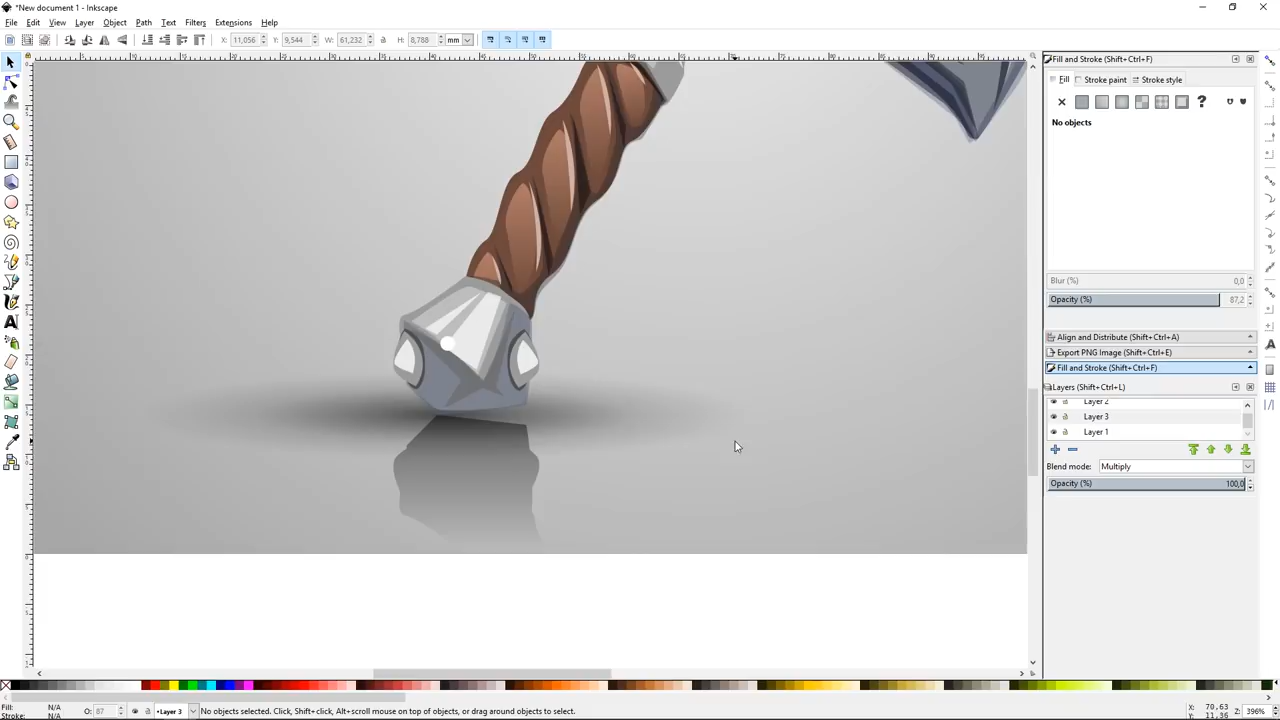 *New document 1 - Inkscape
File Edit View Layer Object Path Text Filters Extensions Help
X: 11,056 Y: 9,544 W: 61,232 H: 8,788 mm
Fill and Stroke (Shift+Ctrl+F)
Fill Stroke paint Stroke style
No objects
Blur (%) 0,0
Opacity (%) 87,2
Align and Distribute (Shift+Ctrl+A)
Export PNG Image (Shift+Ctrl+E)
Fill and Stroke (Shift+Ctrl+F)
Layers (Shift+Ctrl+L)
Layer 2
Layer 3
Layer 1
Blend mode: Multiply
Opacity (%) 100,0
Fill: N/A
Stroke: N/A
O: 87
•Layer 3
No objects selected. Click, Shift+click, Alt+scroll mouse on top of objects, or drag around objects to select.
X: 70,63
Y: 11,36
Z: 396%